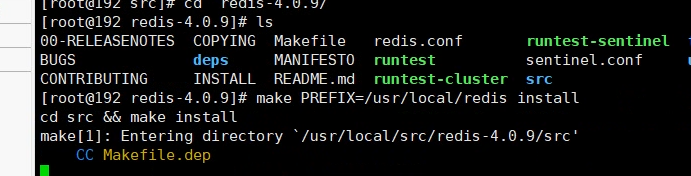 [root@192 src]# cd  redis-4.0.9/
[root@192 redis-4.0.9]# ls
00-RELEASENOTES  COPYING  Makefile   redis.conf       runtest-sentinel
BUGS             deps     MANIFESTO  runtest          sentinel.conf
CONTRIBUTING     INSTALL  README.md  runtest-cluster  src
[root@192 redis-4.0.9]# make PREFIX=/usr/local/redis install
cd src && make install
make[1]: Entering directory `/usr/local/src/redis-4.0.9/src'
    CC Makefile.dep